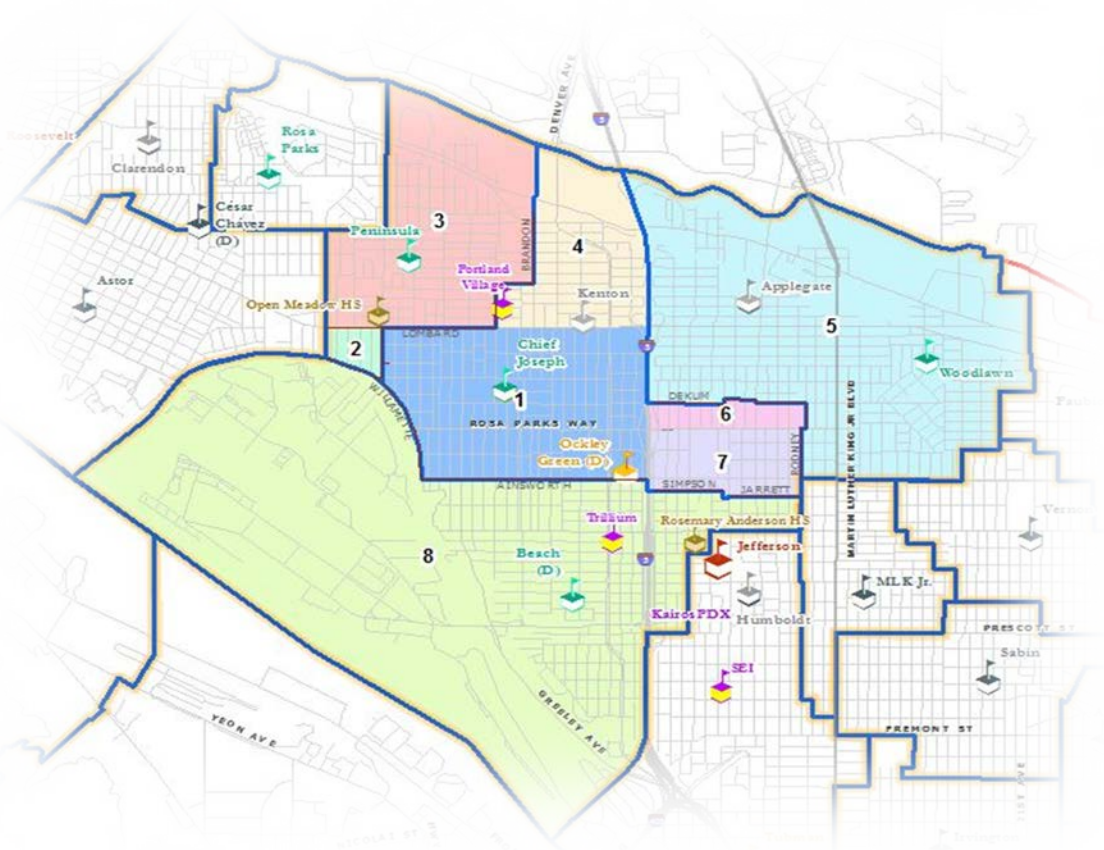 DENVER AVE
Roosevelt
Clarendon
Rosa
Parks
César
Chávez
(D)
3
Peninsula
BRANDON
4
Portland
Village
Astor
Applegate
Kenton
Open Meadow HS
5
LOMBARD
2
Chief
Joseph
Woodlawn
WILLAMETTE
1
DEKUM
6
ROSA PARKS WAY
MARTIN LUTHER KING JR BLVD
Ockley
Green (D)
7
RODNEY
AINSWORTH
SIMPSON
JARRETT
Trillium
Rosemary Anderson HS
8
Beach
(D)
Jefferson
MLK Jr.
Kairos PDX
Humboldt
PRESCOTT ST
Sabin
SEI
GREELEY AVE
YEON AVE
FREMONT ST